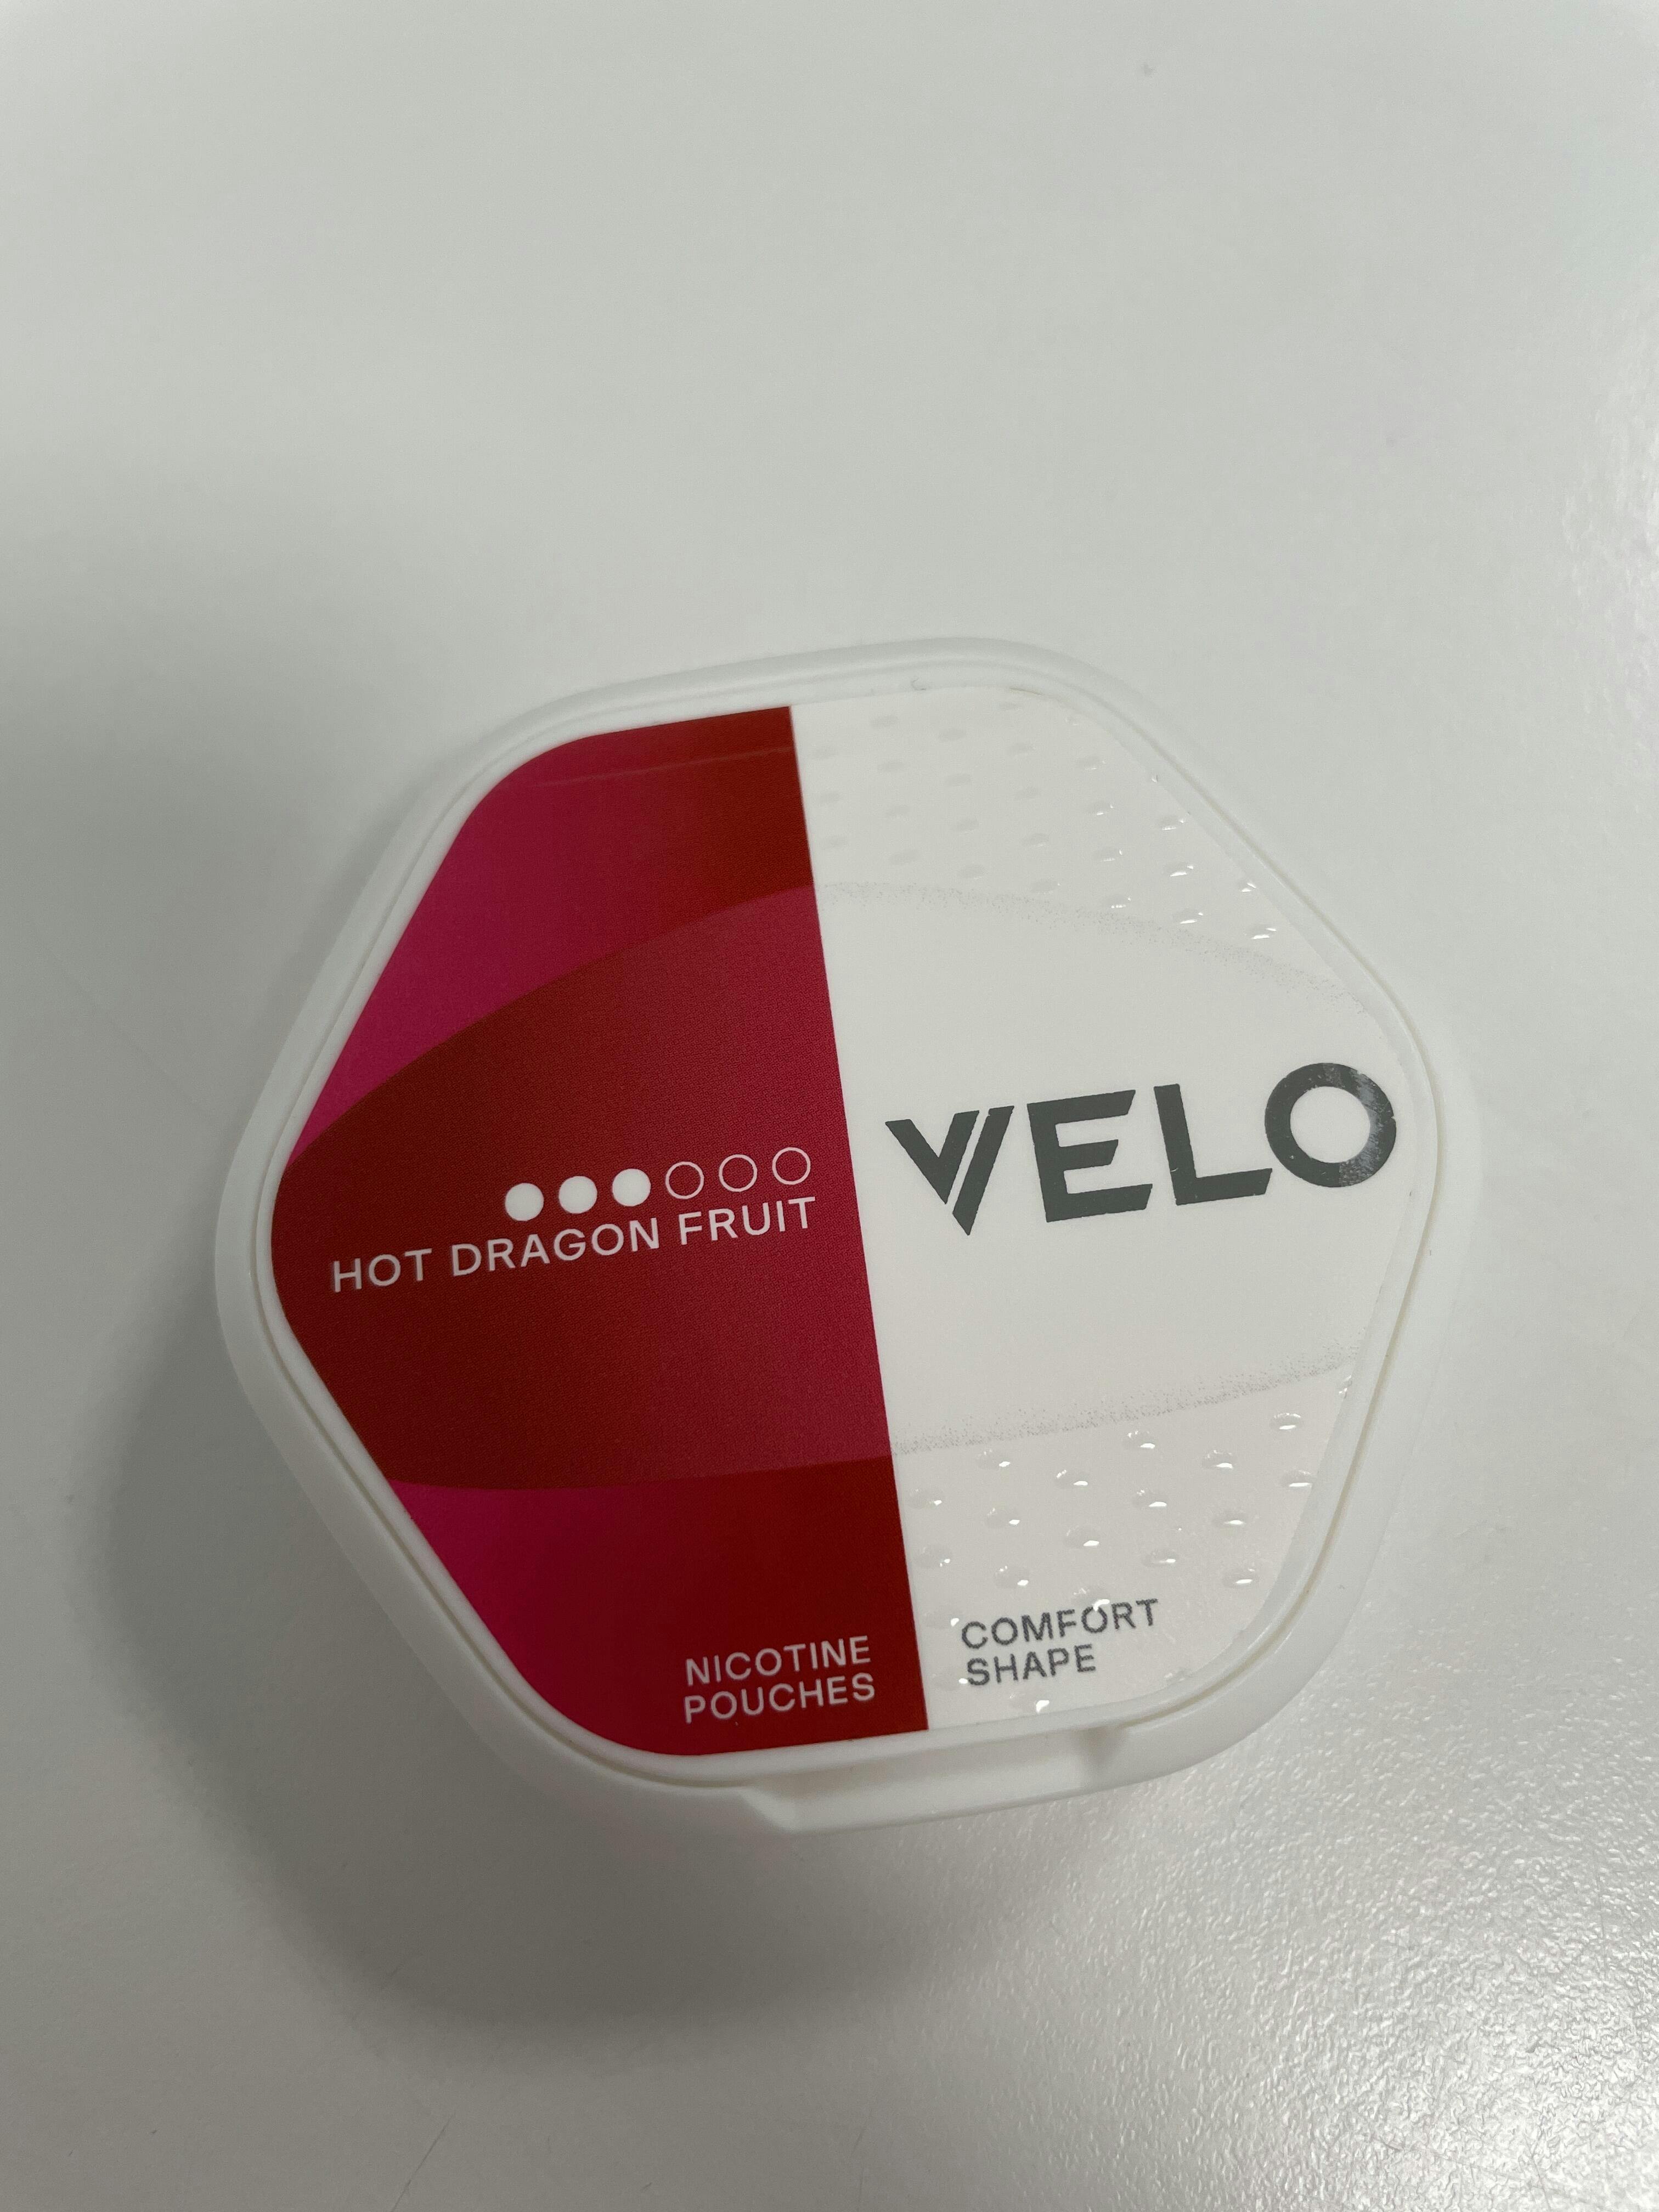 HOT DRAGON FRUIT
VELO
NICOTINE
POUCHES
COMFORT
SHAPE